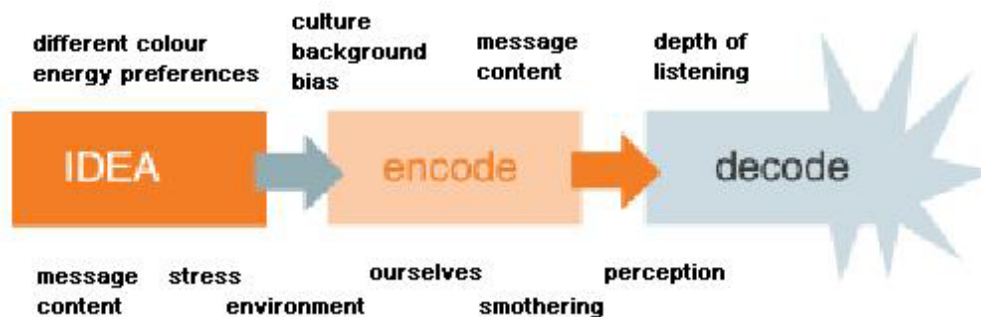 different colour
energy preferences
culture
background
bias
message
content
depth of
listening
IDEA
encode
decode
message
content
stress
environment
ourselves
smothering
perception